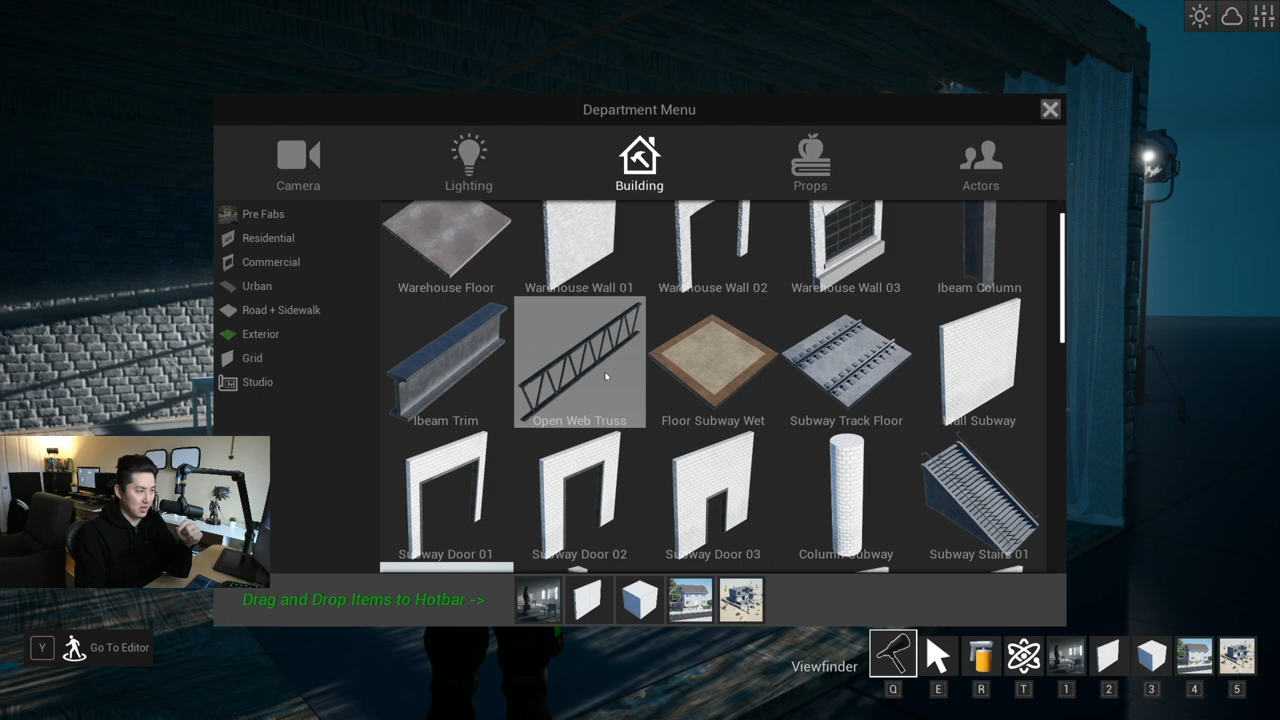 Department Menu
Camera
Lighting
Building
Props
Actors
Pre Fabs
Residential
Commercial
Urban
Road + Sidewalk
Exterior
Grid
Studio
Warehouse Floor
Warehouse Wall 01
Warehouse Wall 02
Warehouse Wall 03
Ibeam Column
Ibeam Trim
Open Web Truss
Floor Subway Wet
Subway Track Floor
Wall Subway
Subway Door 01
Subway Door 02
Subway Door 03
Column Subway
Subway Stairs 01
Drag and Drop Items to Hotbar ->
Y Go To Editor
Viewfinder
Q E R T 1 2 3 4 5